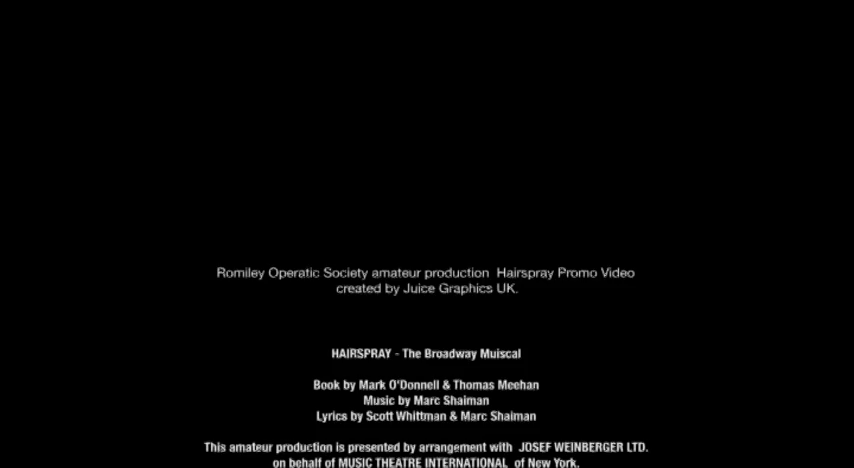 Romiley Operatic Society amateur production Hairspray Promo Video
created by Juice Graphics UK.
HAIRSPRAY - The Broadway Muiscal
Book by Mark O'Donnell & Thomas Meehan
Music by Marc Shaiman
Lyrics by Scott Whittman & Marc Shaiman
This amateur production is presented by arrangement with JOSEF WEINBERGER LTD.
on behalf of MUSIC THEATRE INTERNATIONAL of New York.